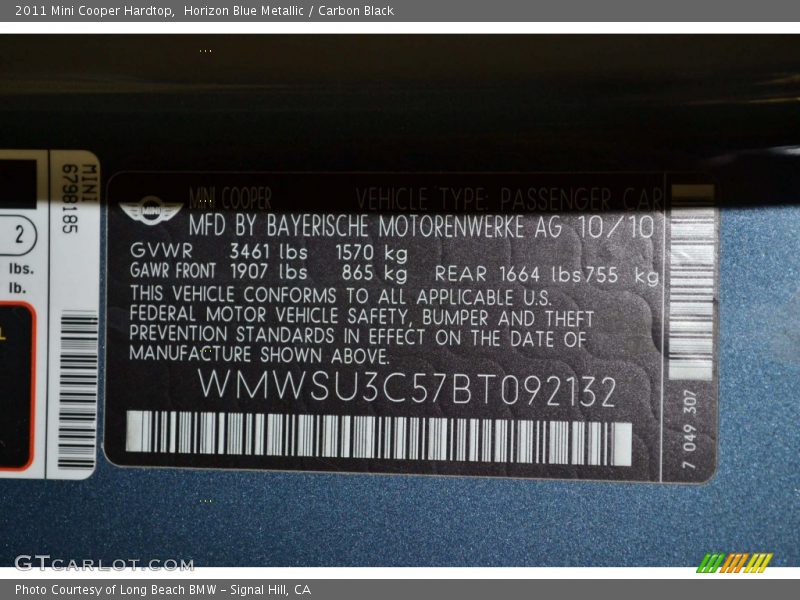 2011 Mini Cooper Hardtop,  Horizon Blue Metallic / Carbon Black
MINI
6798185
2
lbs.
lb.
L
MINI
MINI COOPER VEHICLE TYPE: PASSENGER CAR
MFD BY BAYERISCHE MOTORENWERKE AG 10/10
GVWR 3461 lbs 1570 kg
GAWR FRONT 1907 lbs 865 kg REAR 1664 lbs 755 kg
THIS VEHICLE CONFORMS TO ALL APPLICABLE U.S.
FEDERAL MOTOR VEHICLE SAFETY, BUMPER AND THEFT
PREVENTION STANDARDS IN EFFECT ON THE DATE OF
MANUFACTURE SHOWN ABOVE.
WMWSU3C57BT092132
7 049 307
GTCARLOT.COM
Photo Courtesy of Long Beach BMW – Signal Hill, CA